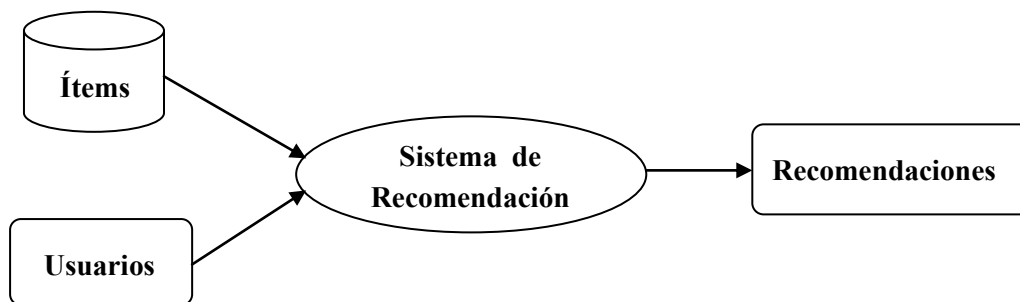 Ítems
Sistema de
Recomendación
Recomendaciones
Usuarios